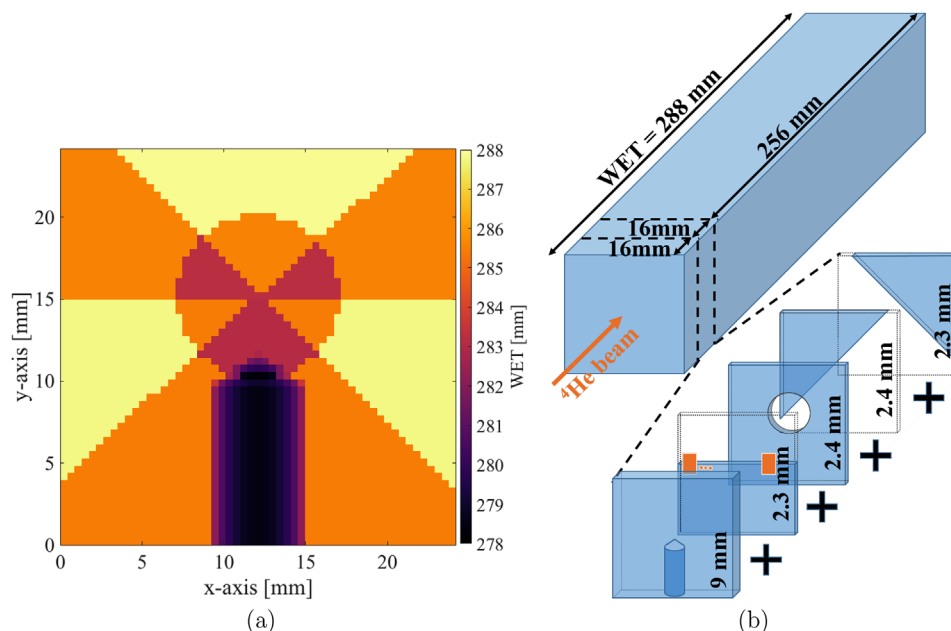 20
15
10
5
0
y-axis [mm]
0
5
10
15
20
x-axis [mm]
288
287
286
285
284
283
282
281
280
279
278
WET [mm]
(a)
WET = 288 mm
256 mm
16mm
16mm
⁴He beam
2.3 mm
2.4 mm
2.4 mm
2.3 mm
9 mm
+
+
+
+
...
(b)